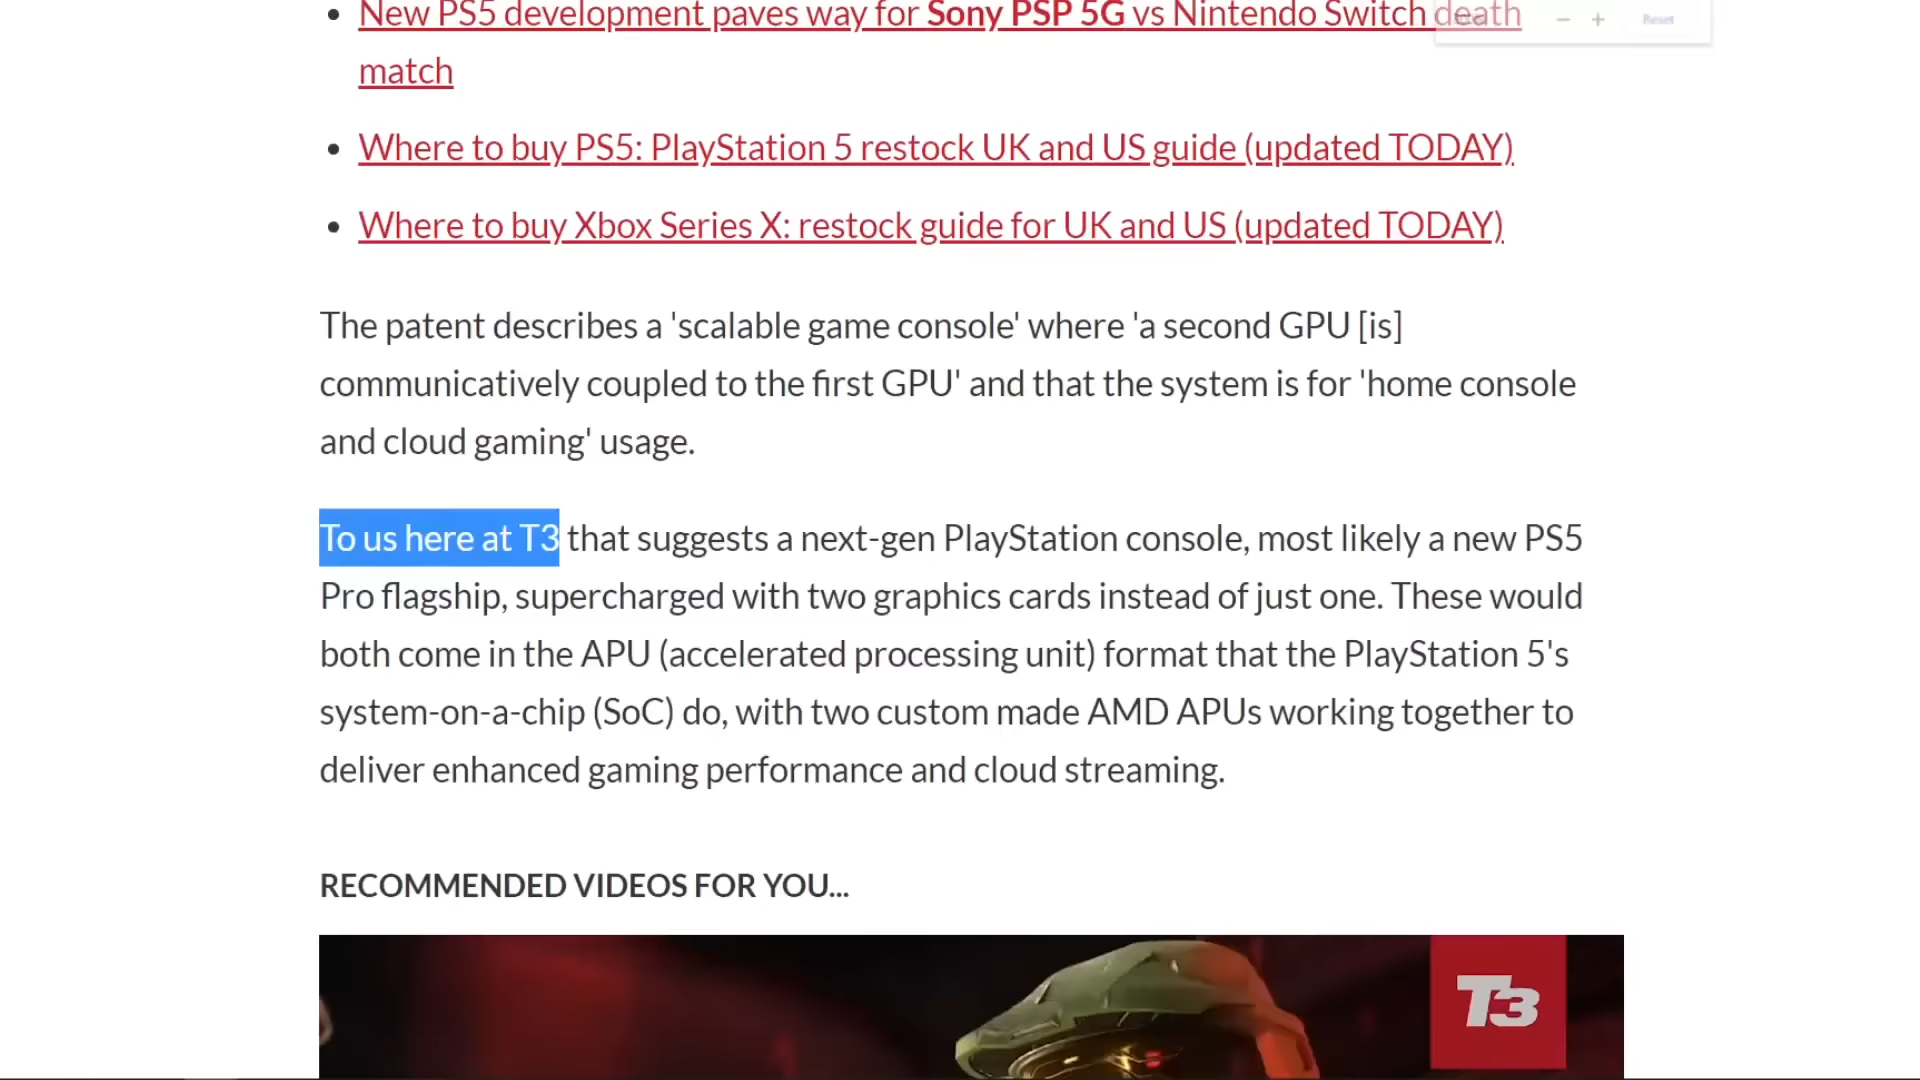 New PS5 development paves way for Sony PSP 5G vs Nintendo Switch death
match
Where to buy PS5: PlayStation 5 restock UK and US guide (updated TODAY)
Where to buy Xbox Series X: restock guide for UK and US (updated TODAY)
The patent describes a 'scalable game console' where 'a second GPU [is]
communicatively coupled to the first GPU' and that the system is for 'home console
and cloud gaming' usage.
To us here at T3 that suggests a next-gen PlayStation console, most likely a new PS5
Pro flagship, supercharged with two graphics cards instead of just one. These would
both come in the APU (accelerated processing unit) format that the PlayStation 5's
system-on-a-chip (SoC) do, with two custom made AMD APUs working together to
deliver enhanced gaming performance and cloud streaming.
RECOMMENDED VIDEOS FOR YOU...
T3
− + Reset